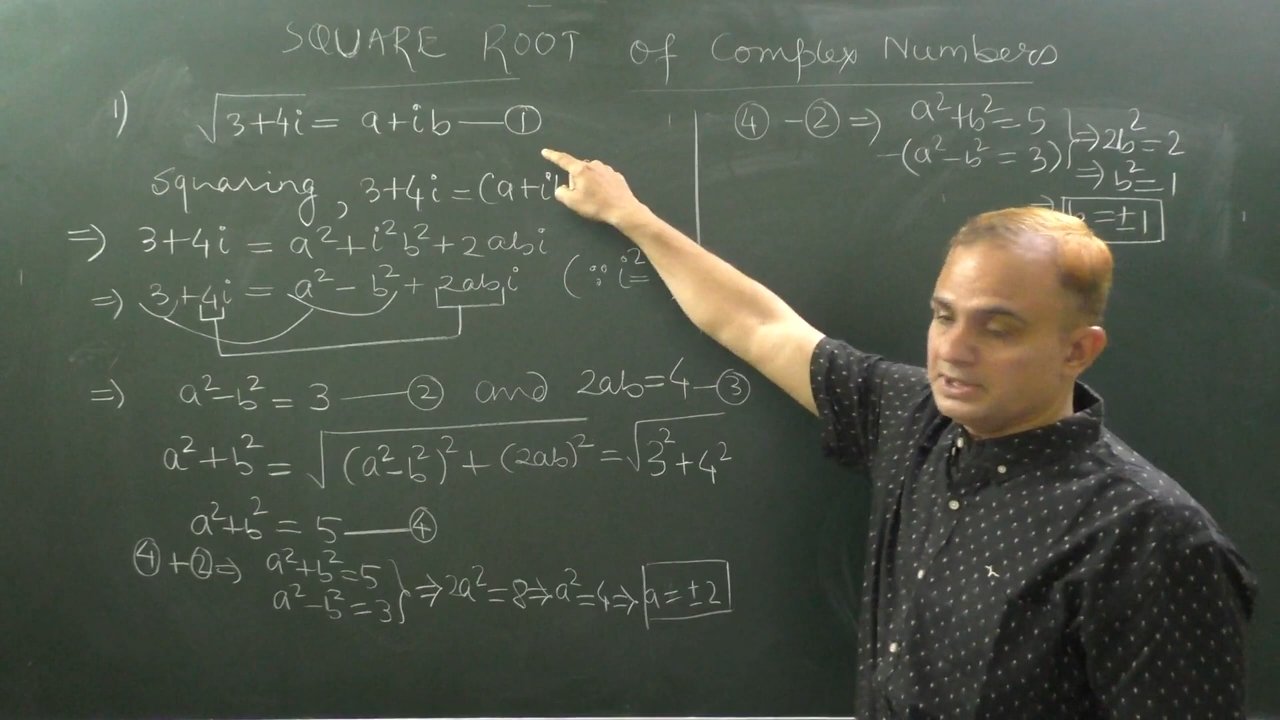 SQUARE ROOT of Complex Numbers
1) √(3+4i) = a+ib — ①
Squaring, 3+4i = (a+ib
⇒ 3+4i = a²+i²b²+2abi
⇒ 3+4i = a²-b²+2abi (∵ i²=
⇒ a²-b² = 3 — ② and 2ab=4 — ③
a²+b² = √((a²-b²)²+(2ab)²) = √(3²+4²)
a²+b² = 5 — ④
④+② ⇒ a²+b²=5
a²-b²=3 } ⇒ 2a²=8 ⇒ a²=4 ⇒ a=±2
④-② ⇒ a²+b²=5
-(a²-b²=3) } ⇒ 2b²=2
⇒ b²=1
⇒ b=±1